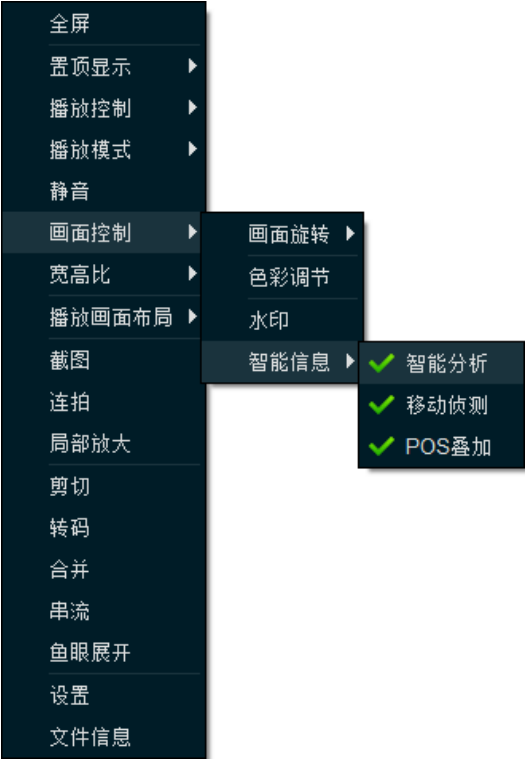 全屏
置顶显示
播放控制
播放模式
静音
画面控制
宽高比
播放画面布局
截图
连拍
局部放大
剪切
转码
合并
串流
鱼眼展开
设置
文件信息
画面旋转
色彩调节
水印
智能信息
智能分析
移动侦测
POS叠加